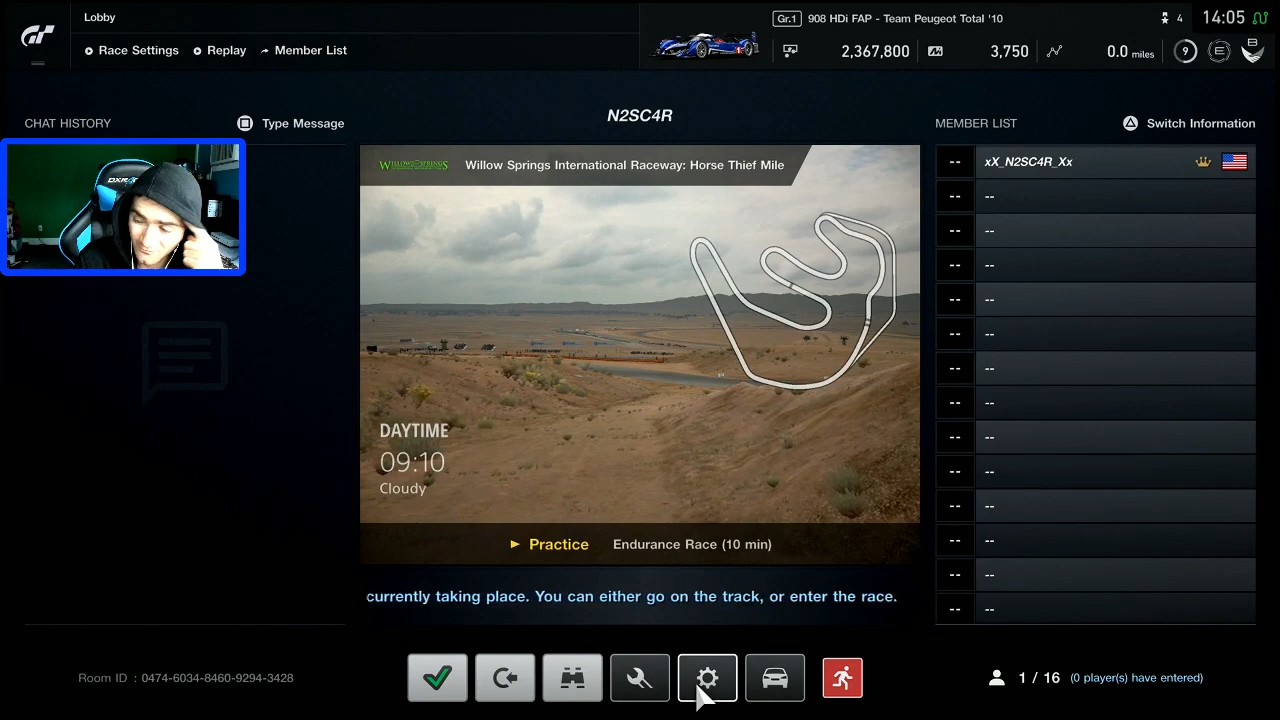 Lobby
Race Settings
Replay
Member List
Gr.1
908 HDi FAP - Team Peugeot Total '10
4
14:05
2,367,800
3,750
0.0 miles
9
E
B
CHAT HISTORY
Type Message
N2SC4R
MEMBER LIST
Switch Information
WILLOW SPRINGS
Willow Springs International Raceway: Horse Thief Mile
-- xX_N2SC4R_Xx
-- --
-- --
-- --
-- --
-- --
-- --
-- --
-- --
-- --
-- --
-- --
-- --
-- --
DAYTIME
09:10
Cloudy
Practice
Endurance Race (10 min)
currently taking place. You can either go on the track, or enter the race.
Room ID : 0474-6034-8460-9294-3428
1 / 16
(0 player(s) have entered)